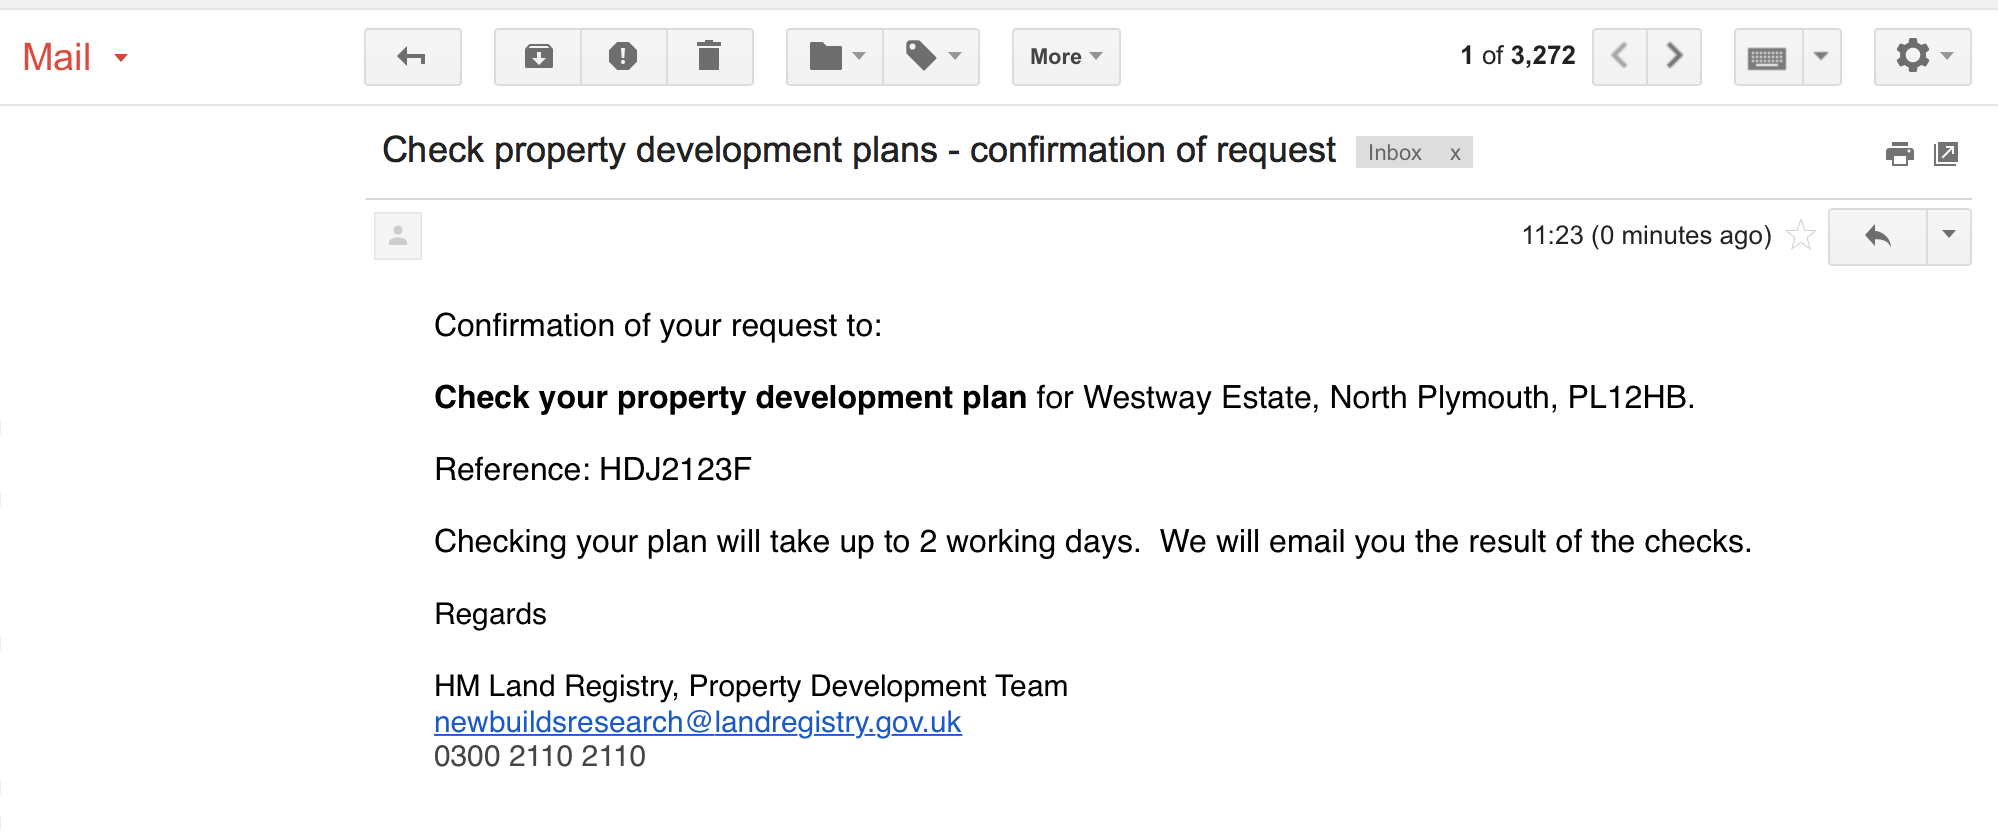 Mail
More
1 of 3,272
Check property development plans - confirmation of request Inbox x
11:23 (0 minutes ago)
Confirmation of your request to:
Check your property development plan for Westway Estate, North Plymouth, PL12HB.
Reference: HDJ2123F
Checking your plan will take up to 2 working days.  We will email you the result of the checks.
Regards
HM Land Registry, Property Development Team
newbuildsresearch@landregistry.gov.uk
0300 2110 2110